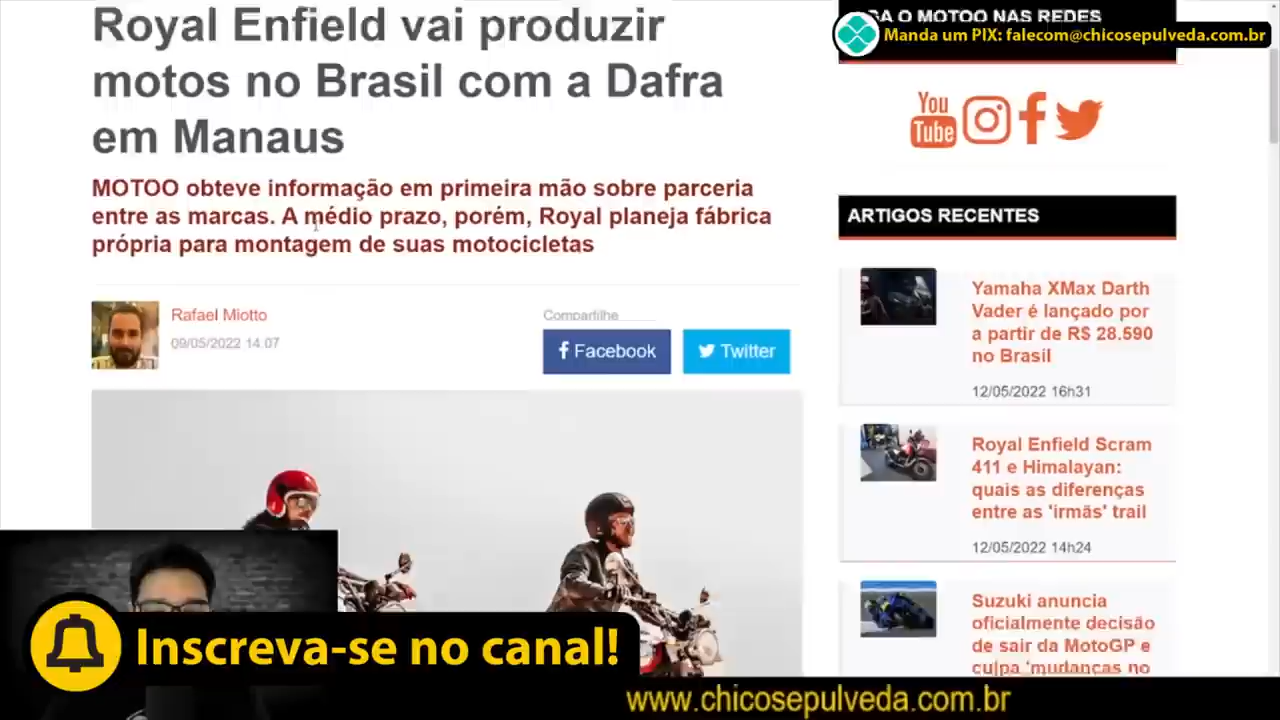 Royal Enfield vai produzir
motos no Brasil com a Dafra
em Manaus
MOTOO obteve informação em primeira mão sobre parceria
entre as marcas. A médio prazo, porém, Royal planeja fábrica
própria para montagem de suas motocicletas
Rafael Miotto
09/05/2022 14:07
Compartilhe
Facebook
Twitter
O MOTOO NAS REDES
Manda um PIX: falecom@chicosepulveda.com.br
You
Tube
ARTIGOS RECENTES
Yamaha XMax Darth
Vader é lançado por
a partir de R$ 28.590
no Brasil
12/05/2022 16h31
Royal Enfield Scram
411 e Himalayan:
quais as diferenças
entre as 'irmãs' trail
12/05/2022 14h24
Suzuki anuncia
oficialmente decisão
de sair da MotoGP e
culpa 'mudanças no
Inscreva-se no canal!
www.chicosepulveda.com.br